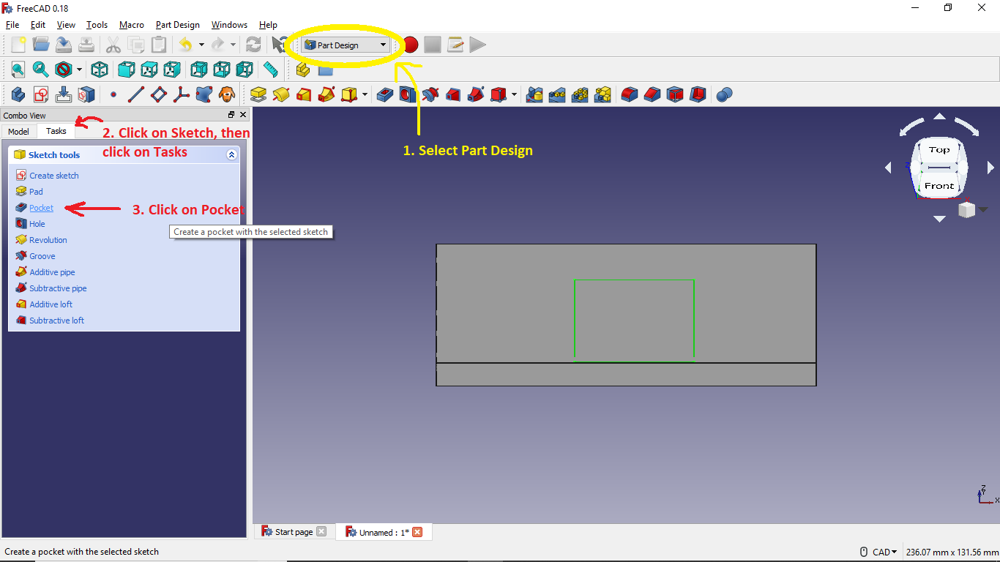 FreeCAD 0.18
File Edit View Tools Macro Part Design Windows Help
Part Design
Combo View
Model Tasks
2. Click on Sketch, then
click on Tasks
1. Select Part Design
Sketch tools
Create sketch
Pad
Pocket
3. Click on Pocket
Hole
Create a pocket with the selected sketch
Revolution
Groove
Additive pipe
Subtractive pipe
Additive loft
Subtractive loft
Top
Z
Front
Z
Y
X
Start page
Unnamed : 1*
Create a pocket with the selected sketch
CAD
236.07 mm x 131.56 mm